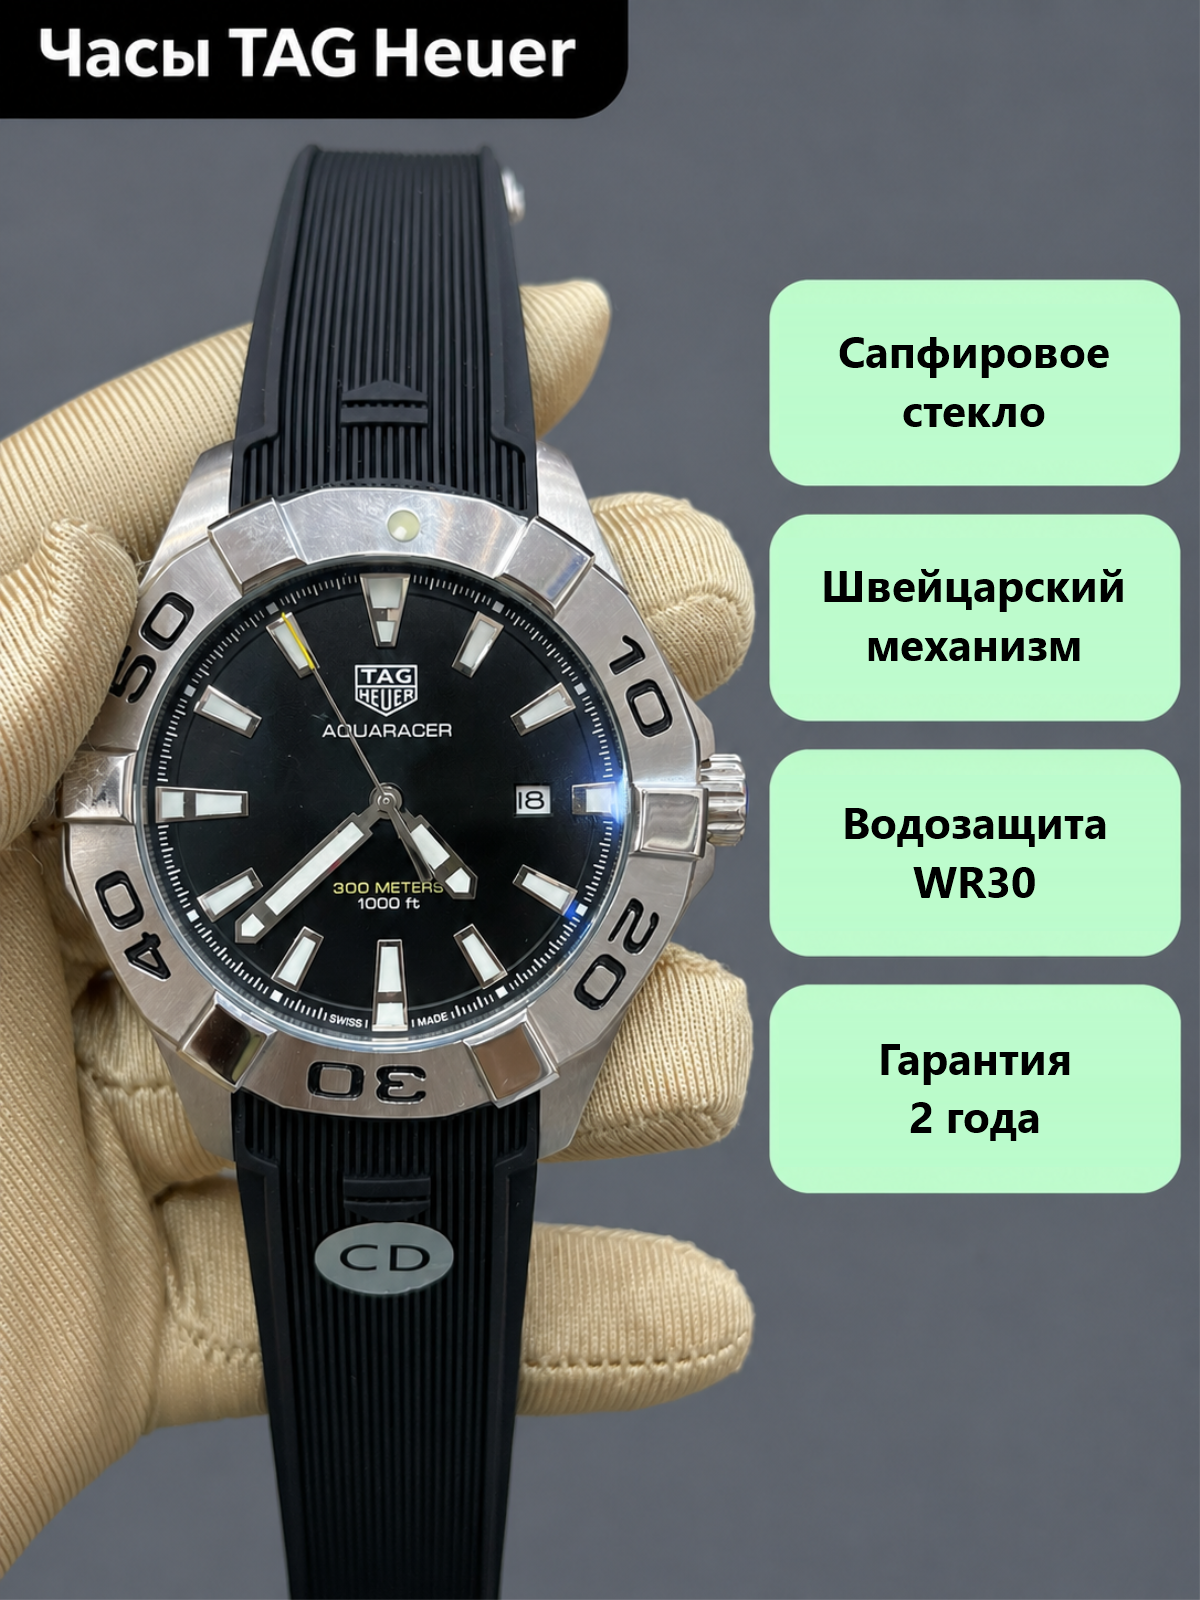 Часы TAG Heuer
Сапфировое
стекло
Швейцарский
механизм
Водозащита
WR30
Гарантия
2 года
TAG
HEUER
AQUARACER
18
300 METERS
1000 ft
SWISS MADE
10
20
30
40
50
CD